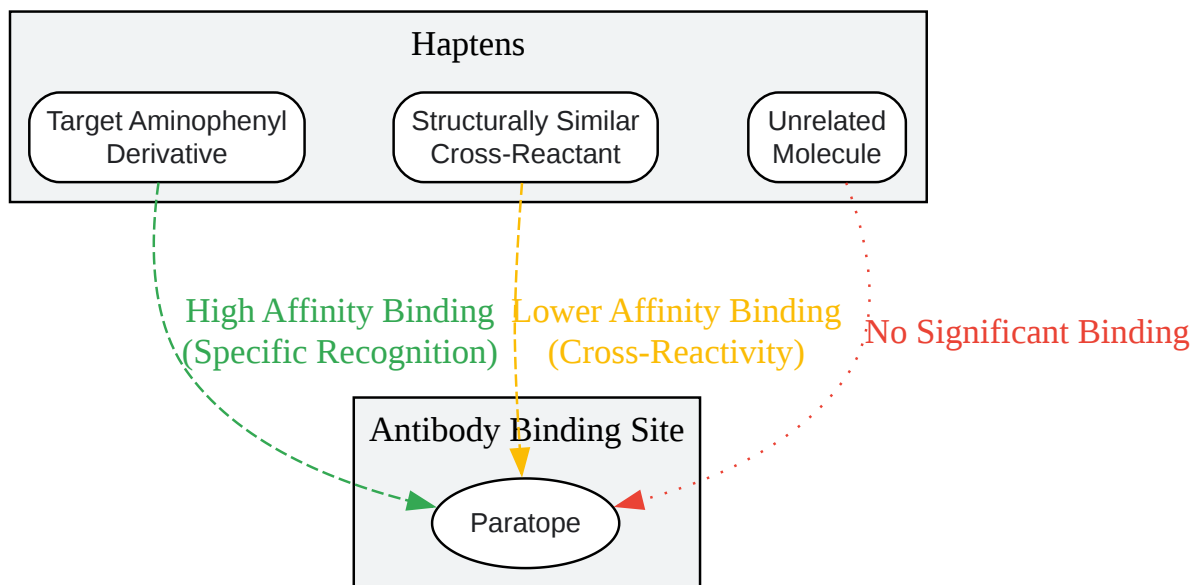 Haptens
Target Aminophenyl
Derivative
Structurally Similar
Cross-Reactant
Unrelated
Molecule
High Affinity Binding
(Specific Recognition)
Lower Affinity Binding
(Cross-Reactivity)
No Significant Binding
Antibody Binding Site
Paratope